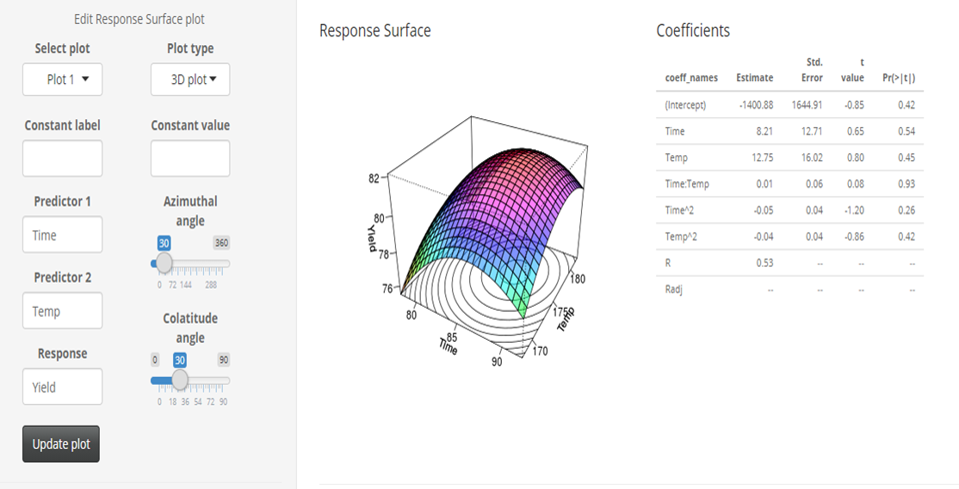 Edit Response Surface plot
Select plot
Plot type
Plot 1
3D plot
Constant label
Constant value
Predictor 1
Time
Azimuthal
angle
30
360
0 72 144 288
Predictor 2
Temp
Colatitude
angle
0
30
90
0 18 36 54 72 90
Response
Yield
Update plot
Response Surface
82
80
78
76
Yield
80
85
90
Time
170
175
180
Temp
Coefficients
coeff_names Estimate Std. Error t value Pr(>|t|)
(Intercept) -1400.88 1644.91 -0.85 0.42
Time 8.21 12.71 0.65 0.54
Temp 12.75 16.02 0.80 0.45
Time:Temp 0.01 0.06 0.08 0.93
Time^2 -0.05 0.04 -1.20 0.26
Temp^2 -0.04 0.04 -0.86 0.42
R 0.53 -- -- --
Radj -- -- -- --